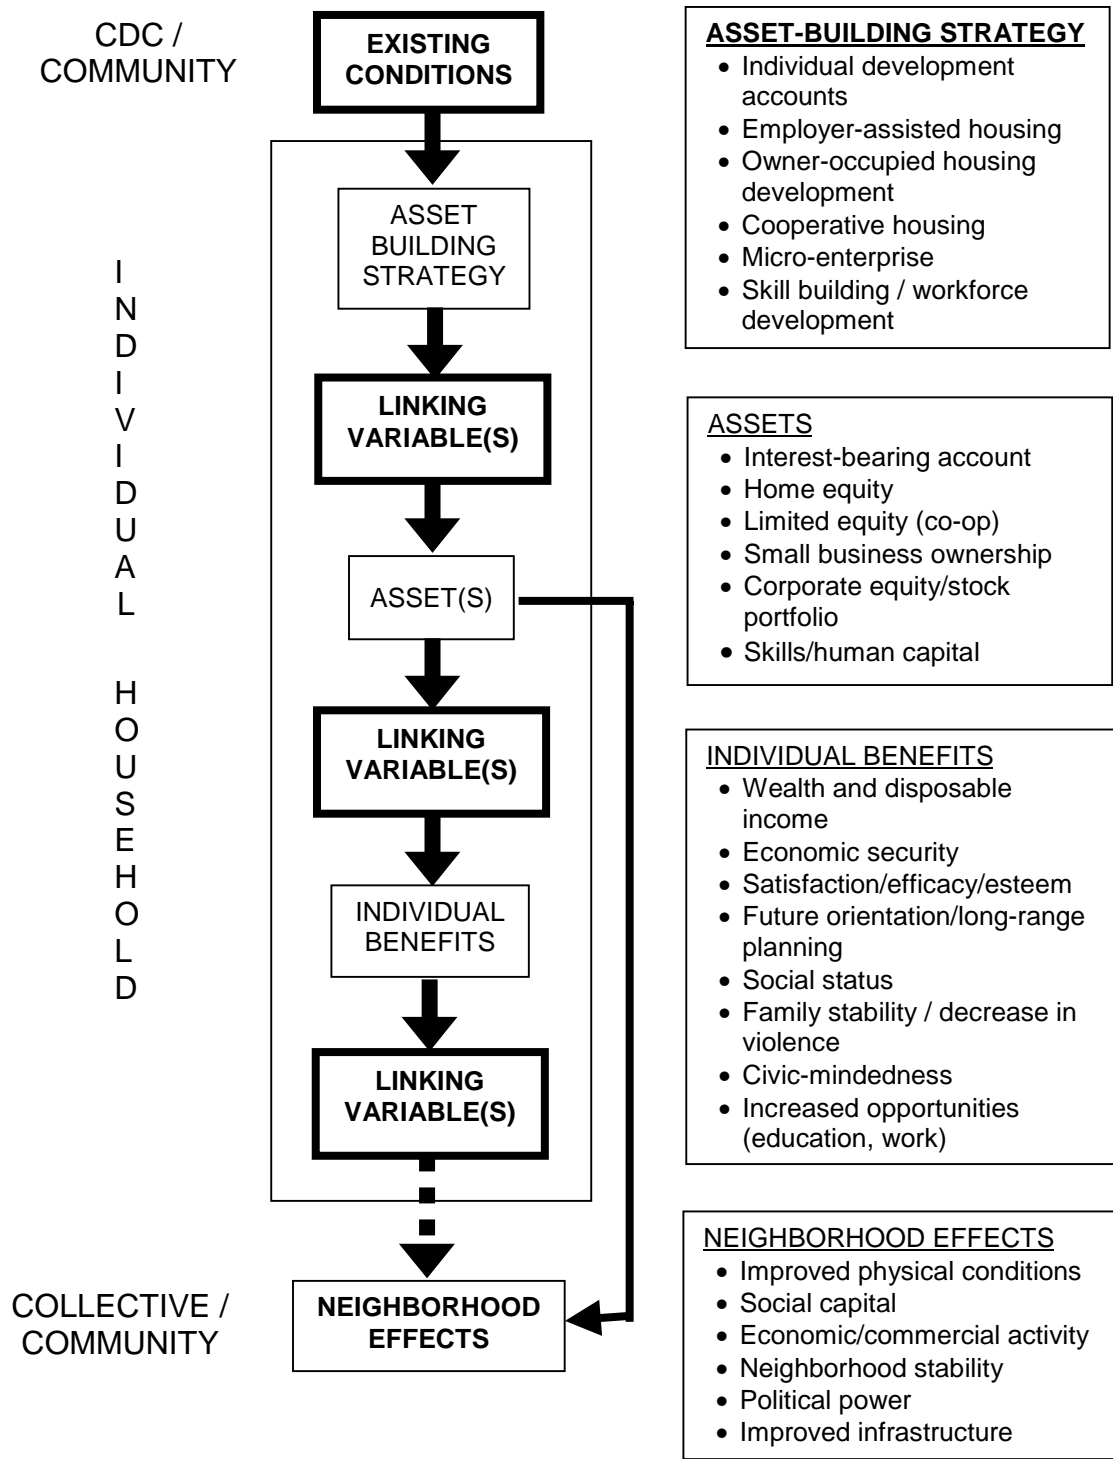 CDC /
COMMUNITY
EXISTING
CONDITIONS
ASSET
BUILDING
STRATEGY
LINKING
VARIABLE(S)
ASSET(S)
LINKING
VARIABLE(S)
INDIVIDUAL
BENEFITS
LINKING
VARIABLE(S)
NEIGHBORHOOD
EFFECTS
INDIVIDUAL HOUSEHOLD
COLLECTIVE /
COMMUNITY
ASSET-BUILDING STRATEGY
• Individual development
accounts
• Employer-assisted housing
• Owner-occupied housing
development
• Cooperative housing
• Micro-enterprise
• Skill building / workforce
development
ASSETS
• Interest-bearing account
• Home equity
• Limited equity (co-op)
• Small business ownership
• Corporate equity/stock
portfolio
• Skills/human capital
INDIVIDUAL BENEFITS
• Wealth and disposable
income
• Economic security
• Satisfaction/efficacy/esteem
• Future orientation/long-range
planning
• Social status
• Family stability / decrease in
violence
• Civic-mindedness
• Increased opportunities
(education, work)
NEIGHBORHOOD EFFECTS
• Improved physical conditions
• Social capital
• Economic/commercial activity
• Neighborhood stability
• Political power
• Improved infrastructure